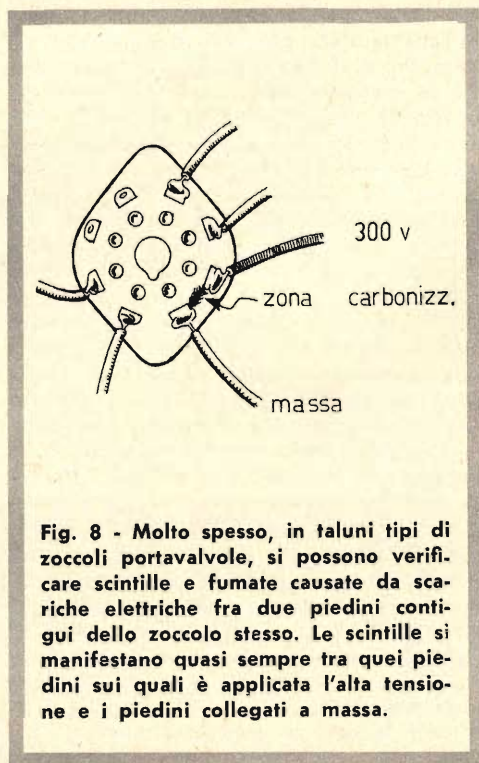 300 v
zona carbonizz.
massa
Fig. 8 - Molto spesso, in taluni tipi di
zoccoli portavalvole, si possono verifi-
care scintille e fumate causate da sca-
riche elettriche fra due piedini conti-
gui dello zoccolo stesso. Le scintille si
manifestano quasi sempre tra quei pie-
dini sui quali è applicata l'alta tensio-
ne e i piedini collegati a massa.